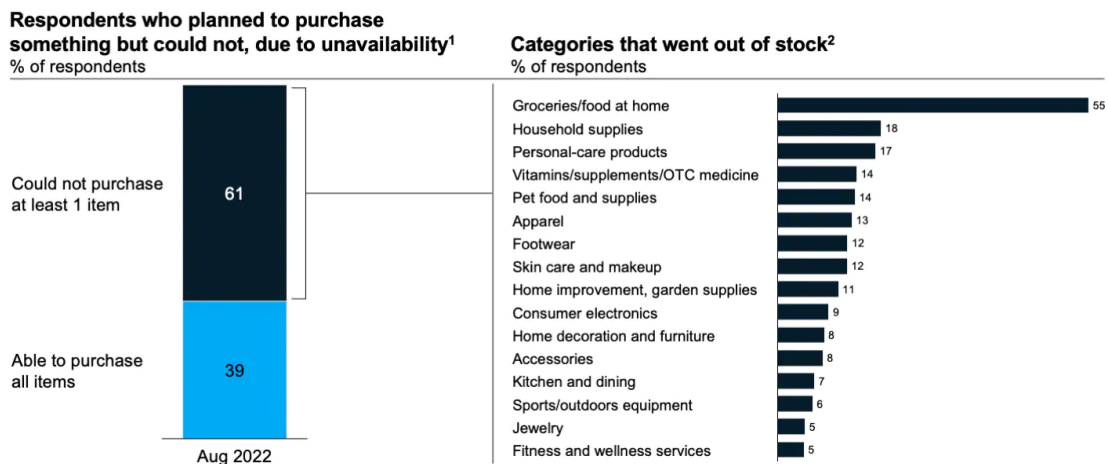 Respondents who planned to purchase
something but could not, due to unavailability¹
% of respondents
Could not purchase
at least 1 item
61
Able to purchase
all items
39
Aug 2022
Categories that went out of stock²
% of respondents
Groceries/food at home 55
Household supplies 18
Personal-care products 17
Vitamins/supplements/OTC medicine 14
Pet food and supplies 14
Apparel 13
Footwear 12
Skin care and makeup 12
Home improvement, garden supplies 11
Consumer electronics 9
Home decoration and furniture 8
Accessories 8
Kitchen and dining 7
Sports/outdoors equipment 6
Jewelry 5
Fitness and wellness services 5